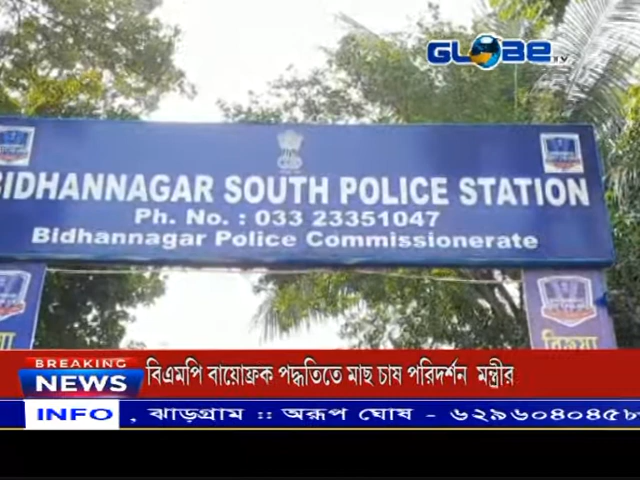 GLOBE TV
BIDHANNAGAR SOUTH POLICE STATION
Ph. No. : 033 23351047
Bidhannagar Police Commissionerate
BREAKING NEWS
বিএমপি বায়োফ্লক পদ্ধতিতে মাছ চাষ পরিদর্শন মন্ত্রীর
INFO
, ঝাড়গ্রাম :: অরূপ ঘোষ - ৬২৯৬০৪০৪৫৮